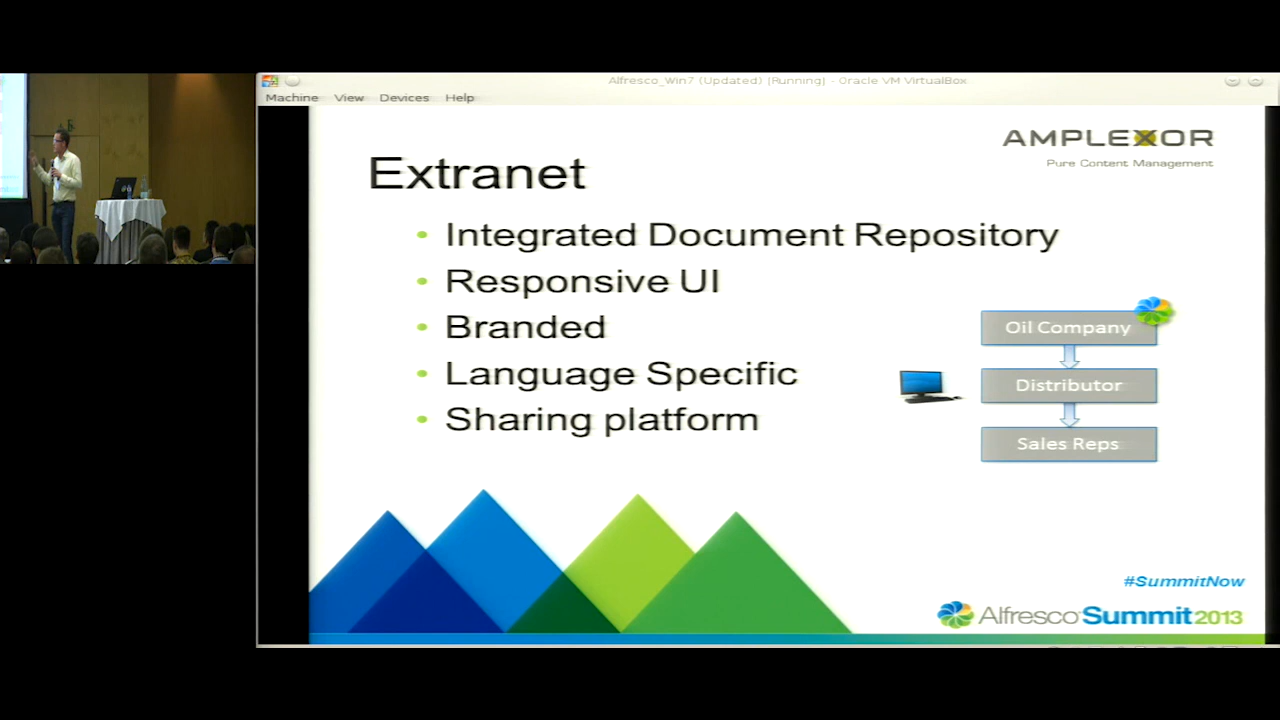 Alfresco_Win7 (Updated) [Running] - Oracle VM VirtualBox
Machine View Devices Help
AMPLEXOR
Pure Content Management
Extranet
• Integrated Document Repository
• Responsive UI
• Branded
• Language Specific
• Sharing platform
Oil Company
Distributor
Sales Reps
#SummitNow
Alfresco Summit 2013